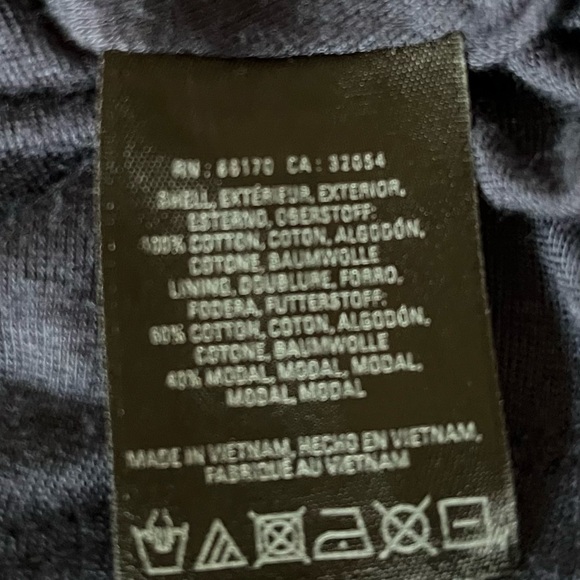 RN: 66170 CA: 32054
SHELL, EXTÉRIEUR, EXTERIOR,
ESTERNO, OBERSTOFF:
100% COTTON, COTON, ALGODÓN,
COTONE, BAUMWOLLE
LINING, DOUBLURE, FORRO,
FODERA, FUTTERSTOFF:
60% COTTON, COTON, ALGODÓN,
COTONE, BAUMWOLLE
40% MODAL, MODAL, MODAL,
MODAL, MODAL
MADE IN VIETNAM, HECHO EN VIETNAM,
FABRIQUÉ AU VIETNAM